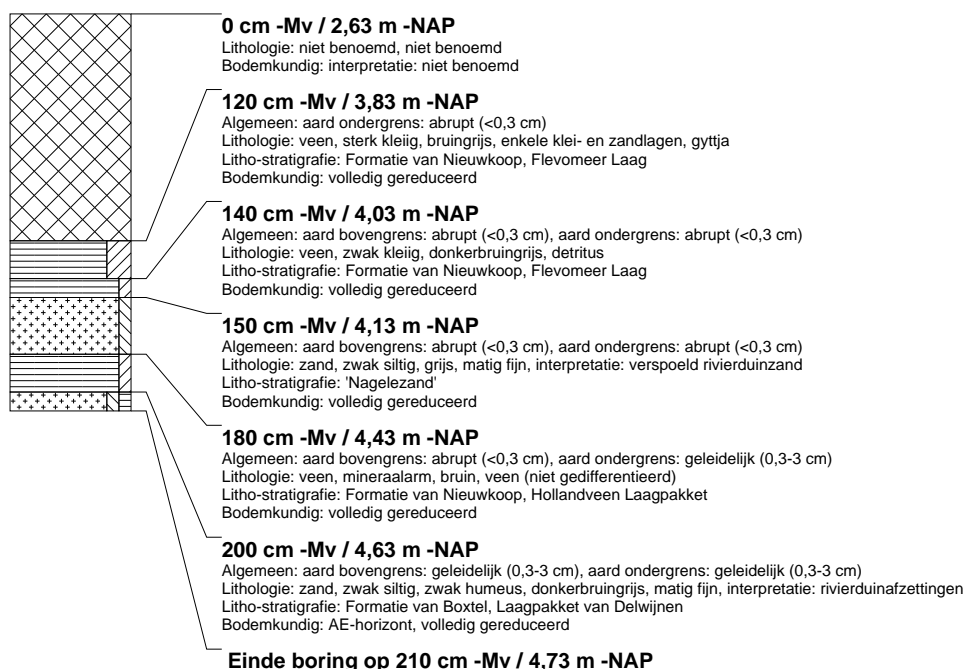 0 cm -Mv / 2,63 m -NAP
Lithologie: niet benoemd, niet benoemd
Bodemkundig: interpretatie: niet benoemd
120 cm -Mv / 3,83 m -NAP
Algemeen: aard ondergrens: abrupt (<0,3 cm)
Lithologie: veen, sterk kleiig, bruingrijs, enkele klei- en zandlagen, gyttja
Litho-stratigrafie: Formatie van Nieuwkoop, Flevomeer Laag
Bodemkundig: volledig gereduceerd
140 cm -Mv / 4,03 m -NAP
Algemeen: aard bovengrens: abrupt (<0,3 cm), aard ondergrens: abrupt (<0,3 cm)
Lithologie: veen, zwak kleiig, donkerbruingrijs, detritus
Litho-stratigrafie: Formatie van Nieuwkoop, Flevomeer Laag
Bodemkundig: volledig gereduceerd
150 cm -Mv / 4,13 m -NAP
Algemeen: aard bovengrens: abrupt (<0,3 cm), aard ondergrens: abrupt (<0,3 cm)
Lithologie: zand, zwak siltig, grijs, matig fijn, interpretatie: verspoeld rivierduinzand
Litho-stratigrafie: 'Nagelezand'
Bodemkundig: volledig gereduceerd
180 cm -Mv / 4,43 m -NAP
Algemeen: aard bovengrens: abrupt (<0,3 cm), aard ondergrens: geleidelijk (0,3-3 cm)
Lithologie: veen, mineraalarm, bruin, veen (niet gedifferentieerd)
Litho-stratigrafie: Formatie van Nieuwkoop, Hollandveen Laagpakket
Bodemkundig: volledig gereduceerd
200 cm -Mv / 4,63 m -NAP
Algemeen: aard bovengrens: geleidelijk (0,3-3 cm), aard ondergrens: geleidelijk (0,3-3 cm)
Lithologie: zand, zwak siltig, zwak humeus, donkerbruingrijs, matig fijn, interpretatie: rivierduinafzettingen
Litho-stratigrafie: Formatie van Boxtel, Laagpakket van Delwijnen
Bodemkundig: AE-horizont, volledig gereduceerd
Einde boring op 210 cm -Mv / 4,73 m -NAP